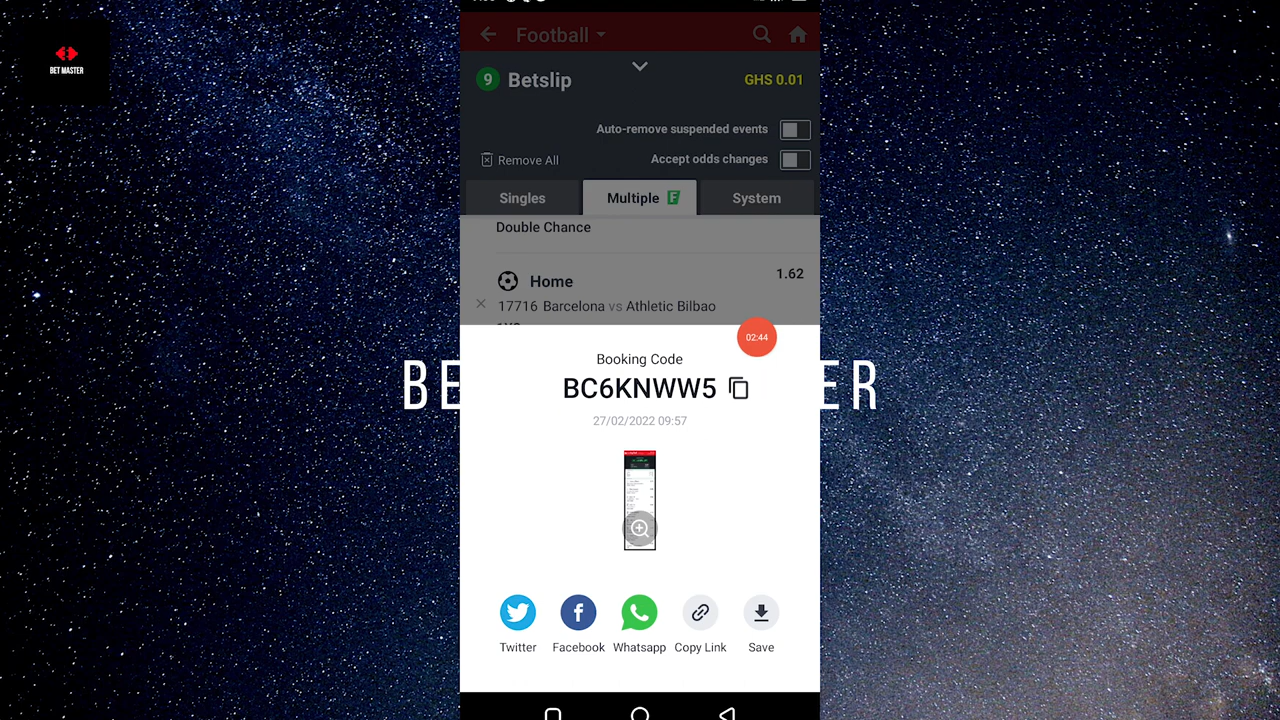 BET MASTER
Football
9 Betslip GHS 0.01
Auto-remove suspended events
Remove All Accept odds changes
Singles Multiple F System
Double Chance
Home 1.62
17716 Barcelona vs Athletic Bilbao
02:44
Booking Code
BE BC6KNWW5 ER
27/02/2022 09:57
Twitter Facebook Whatsapp Copy Link Save